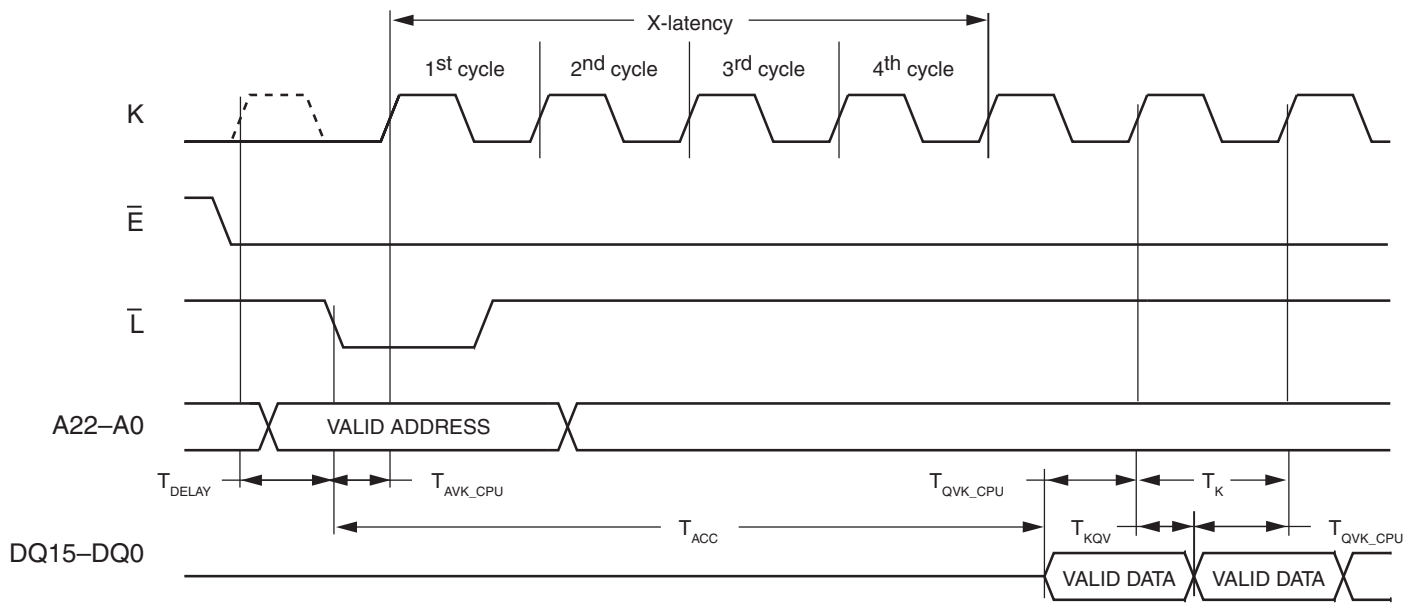 X-latency
1st cycle 2nd cycle 3rd cycle 4th cycle
K
E̅
L̅
A22–A0 VALID ADDRESS
TDELAY TAVK_CPU TQVK_CPU TK
TACC TKQV TQVK_CPU
DQ15–DQ0 VALID DATA VALID DATA